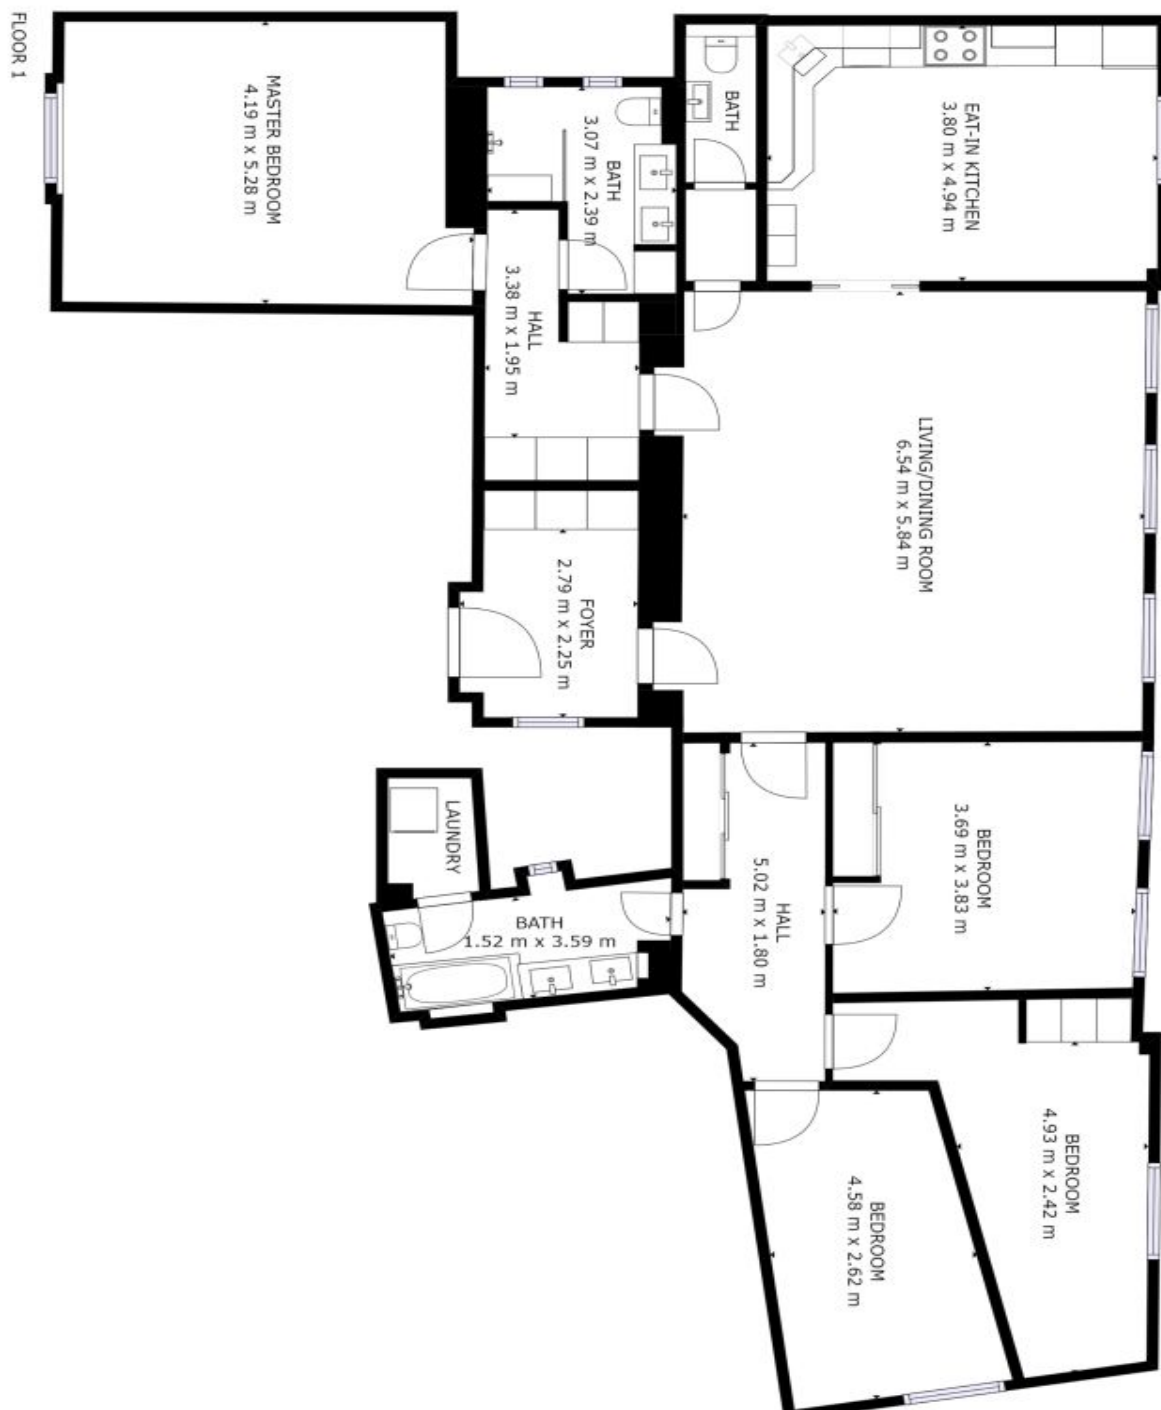 FLOOR 1
MASTER BEDROOM
4.19 m x 5.28 m
BATH
3.07 m x 2.39 m
BATH
EAT-IN KITCHEN
3.80 m x 4.94 m
HALL
3.38 m x 1.95 m
LIVING/DINING ROOM
6.54 m x 5.84 m
FOYER
2.79 m x 2.25 m
LAUNDRY
BATH
1.52 m x 3.59 m
HALL
5.02 m x 1.80 m
BEDROOM
3.69 m x 3.83 m
BEDROOM
4.93 m x 2.42 m
BEDROOM
4.58 m x 2.62 m